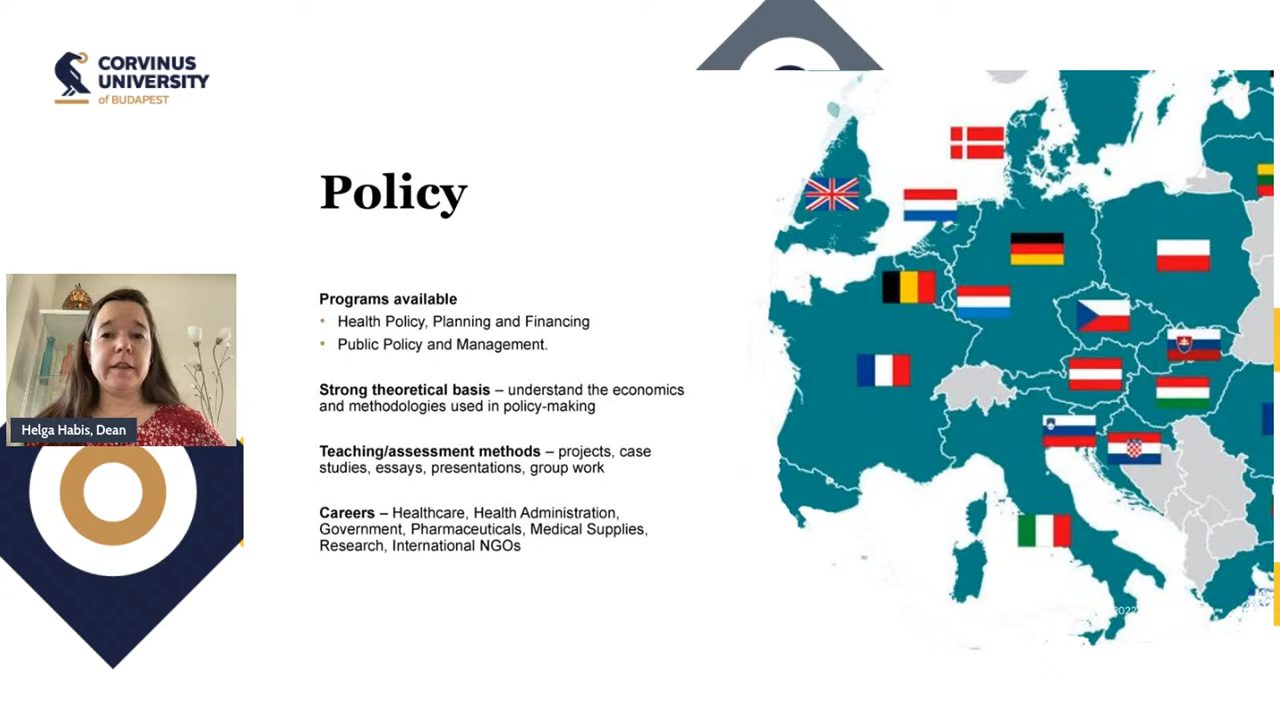 CORVINUS
UNIVERSITY
of BUDAPEST
Policy
Programs available
• Health Policy, Planning and Financing
• Public Policy and Management.
Strong theoretical basis – understand the economics
and methodologies used in policy-making
Teaching/assessment methods – projects, case
studies, essays, presentations, group work
Careers – Healthcare, Health Administration,
Government, Pharmaceuticals, Medical Supplies,
Research, International NGOs
Helga Habis, Dean
2022